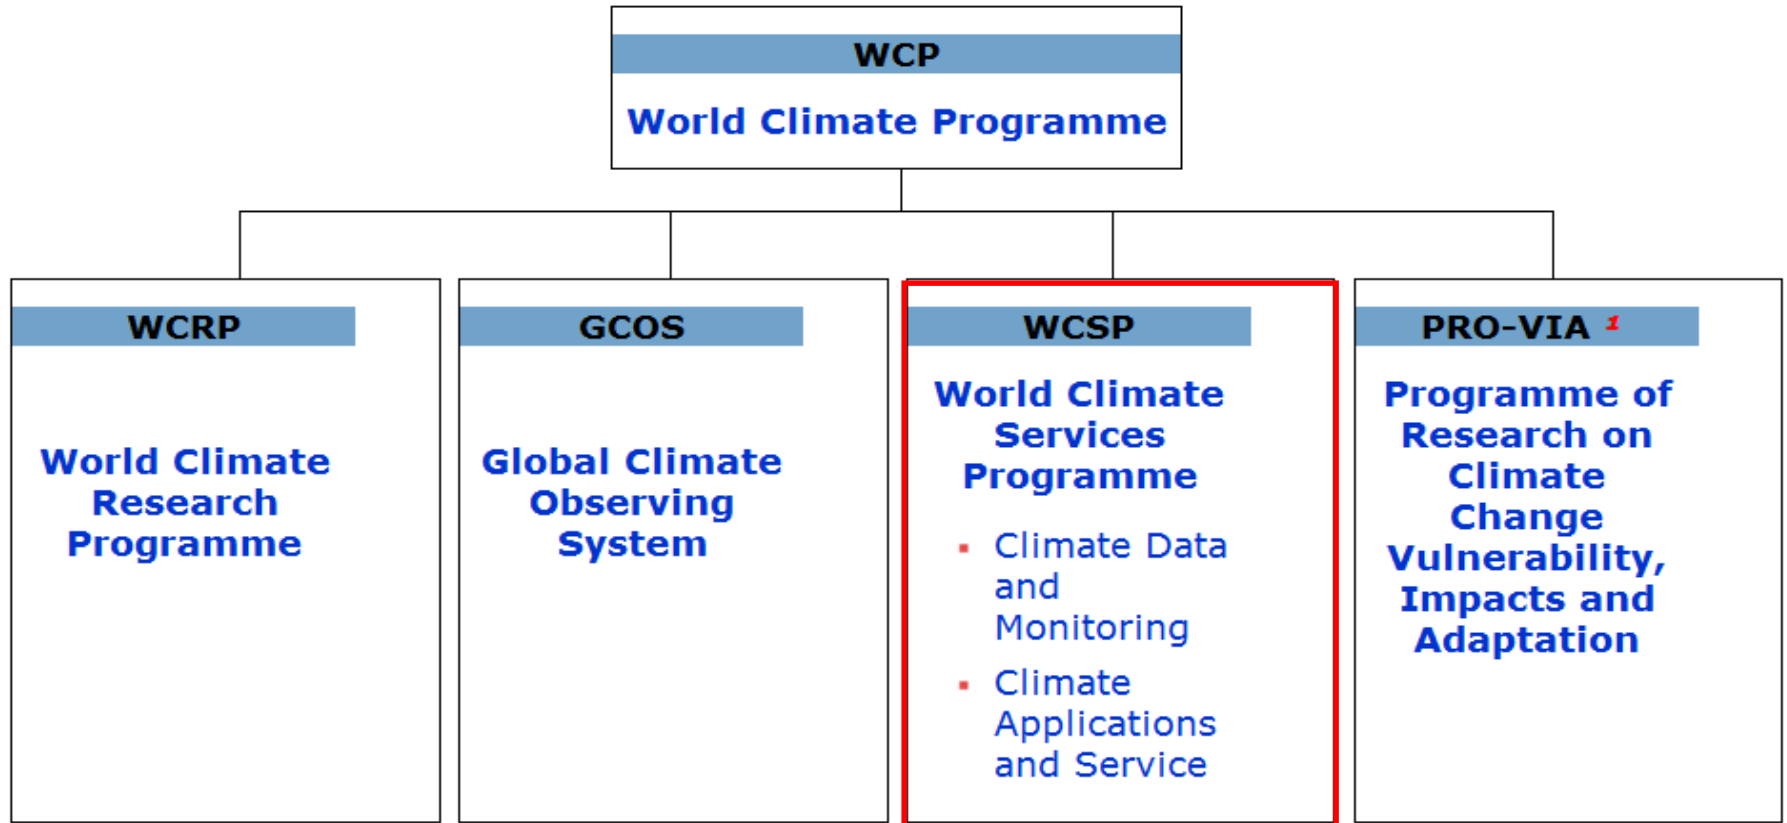 WCP
World Climate Programme
WCRP
World Climate
Research
Programme
GCOS
Global Climate
Observing
System
WCSP
World Climate
Services
Programme
▪ Climate Data
and
Monitoring
▪ Climate
Applications
and Service
PRO-VIA 1
Programme of
Research on
Climate
Change
Vulnerability,
Impacts and
Adaptation